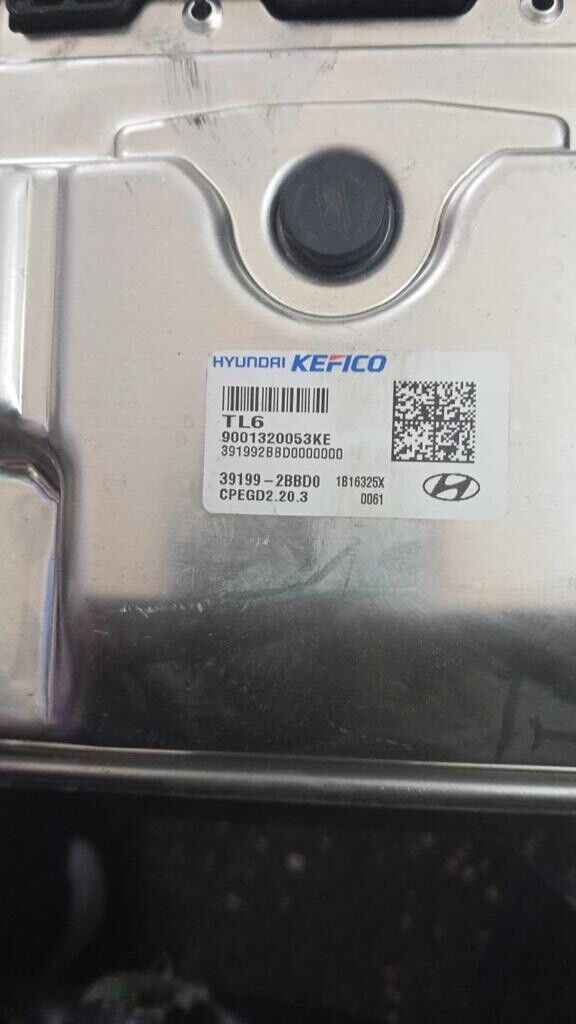 HYUNDAI KEFICO
TL6
9001320053KE
391992BBD0000000
39199-2BBD0 1B16325X
CPEGD2.20.3 0061